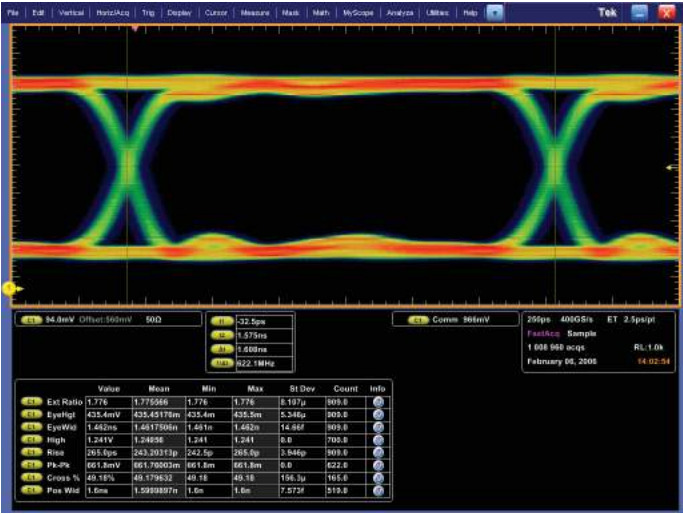 File Edit Vertical Horiz/Acq Trig Display Cursor Measure Mask Math MyScope Analyze Utilities Help Tek
1
C1 94.0mV Offset:560mV 50Ω
t1 -32.5ps
t2 1.575ns
Δt 1.608ns
1/Δt 622.1MHz
C1 Comm 966mV
250ps 400GS/s ET 2.5ps/pt
FastAcq Sample
1 008 960 acqs RL:1.0k
February 06, 2006 14:02:54
Value Mean Min Max St Dev Count Info
C1 Ext Ratio 1.776 1.775566 1.776 1.776 8.107µ 909.0
C1 EyeHgt 435.4mV 435.45176m 435.4m 435.5m 5.346µ 909.0
C1 EyeWid 1.462ns 1.4617506n 1.461n 1.462n 14.66f 909.0
C1 High 1.241V 1.24056 1.241 1.241 0.0 700.0
C1 Rise 265.0ps 243.20313p 242.5p 265.0p 3.946p 909.0
C1 Pk-Pk 661.8mV 661.76003m 661.8m 661.8m 0.0 622.0
C1 Cross % 49.18% 49.179632 49.18 49.18 156.3µ 165.0
C1 Pos Wid 1.6ns 1.5989897n 1.6n 1.6n 7.573f 519.0